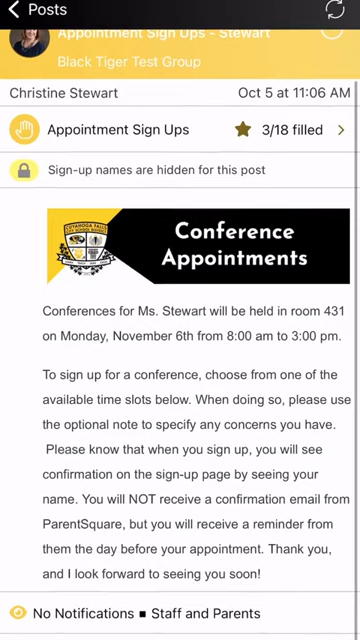 Posts
Appointment Sign Ups - Stewart
Black Tiger Test Group
Christine Stewart
Oct 5 at 11:06 AM
Appointment Sign Ups
3/18 filled
Sign-up names are hidden for this post
CUYAHOGA FALLS
Conference
Appointments
Conferences for Ms. Stewart will be held in room 431
on Monday, November 6th from 8:00 am to 3:00 pm.
To sign up for a conference, choose from one of the
available time slots below. When doing so, please use
the optional note to specify any concerns you have.
Please know that when you sign up, you will see
confirmation on the sign-up page by seeing your
name. You will NOT receive a confirmation email from
ParentSquare, but you will receive a reminder from
them the day before your appointment. Thank you,
and I look forward to seeing you soon!
No Notifications ▪ Staff and Parents